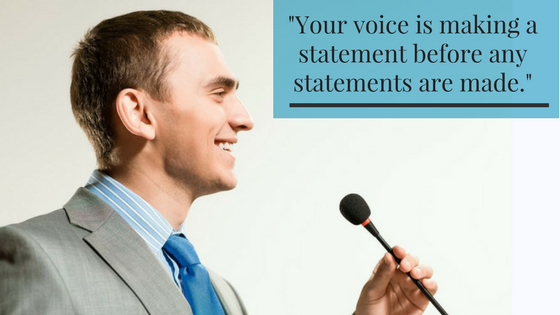 "Your voice is making a
statement before any
statements are made."